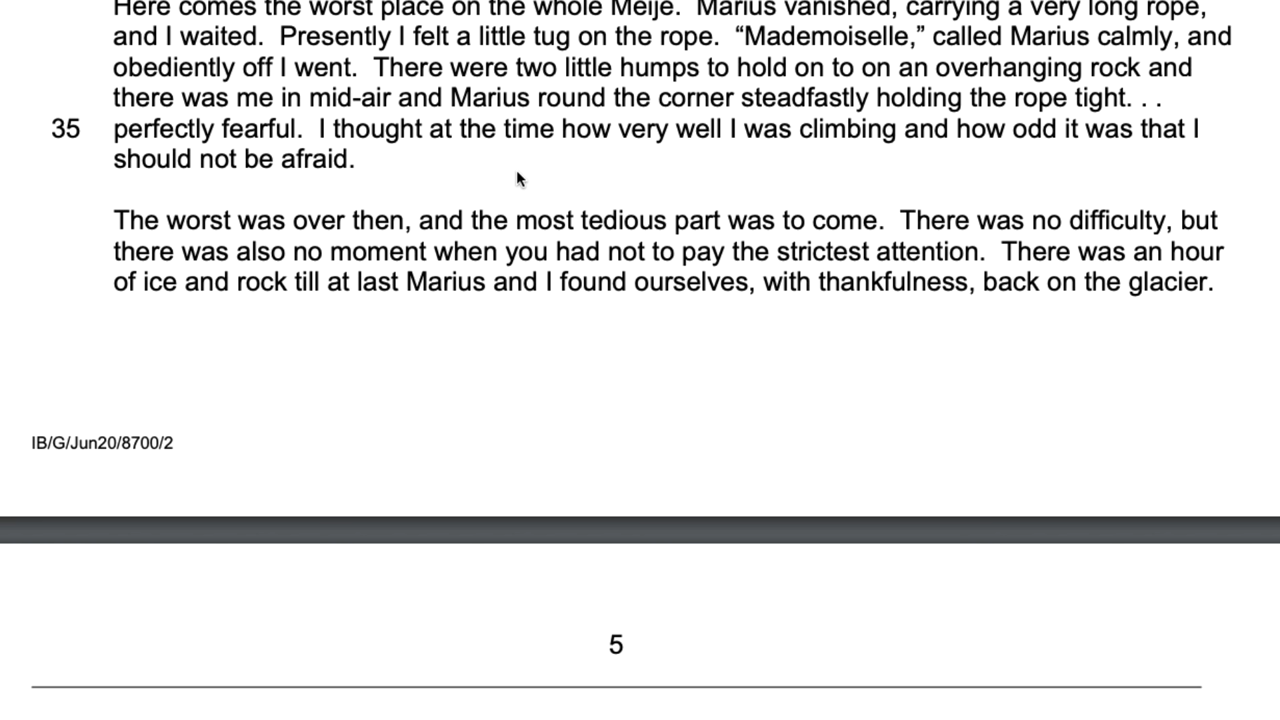 Here comes the worst place on the whole Meije.  Marius vanished, carrying a very long rope,
and I waited.  Presently I felt a little tug on the rope.  “Mademoiselle,” called Marius calmly, and
obediently off I went.  There were two little humps to hold on to on an overhanging rock and
there was me in mid-air and Marius round the corner steadfastly holding the rope tight. . .
35 perfectly fearful.  I thought at the time how very well I was climbing and how odd it was that I
should not be afraid.
The worst was over then, and the most tedious part was to come.  There was no difficulty, but
there was also no moment when you had not to pay the strictest attention.  There was an hour
of ice and rock till at last Marius and I found ourselves, with thankfulness, back on the glacier.
IB/G/Jun20/8700/2
5